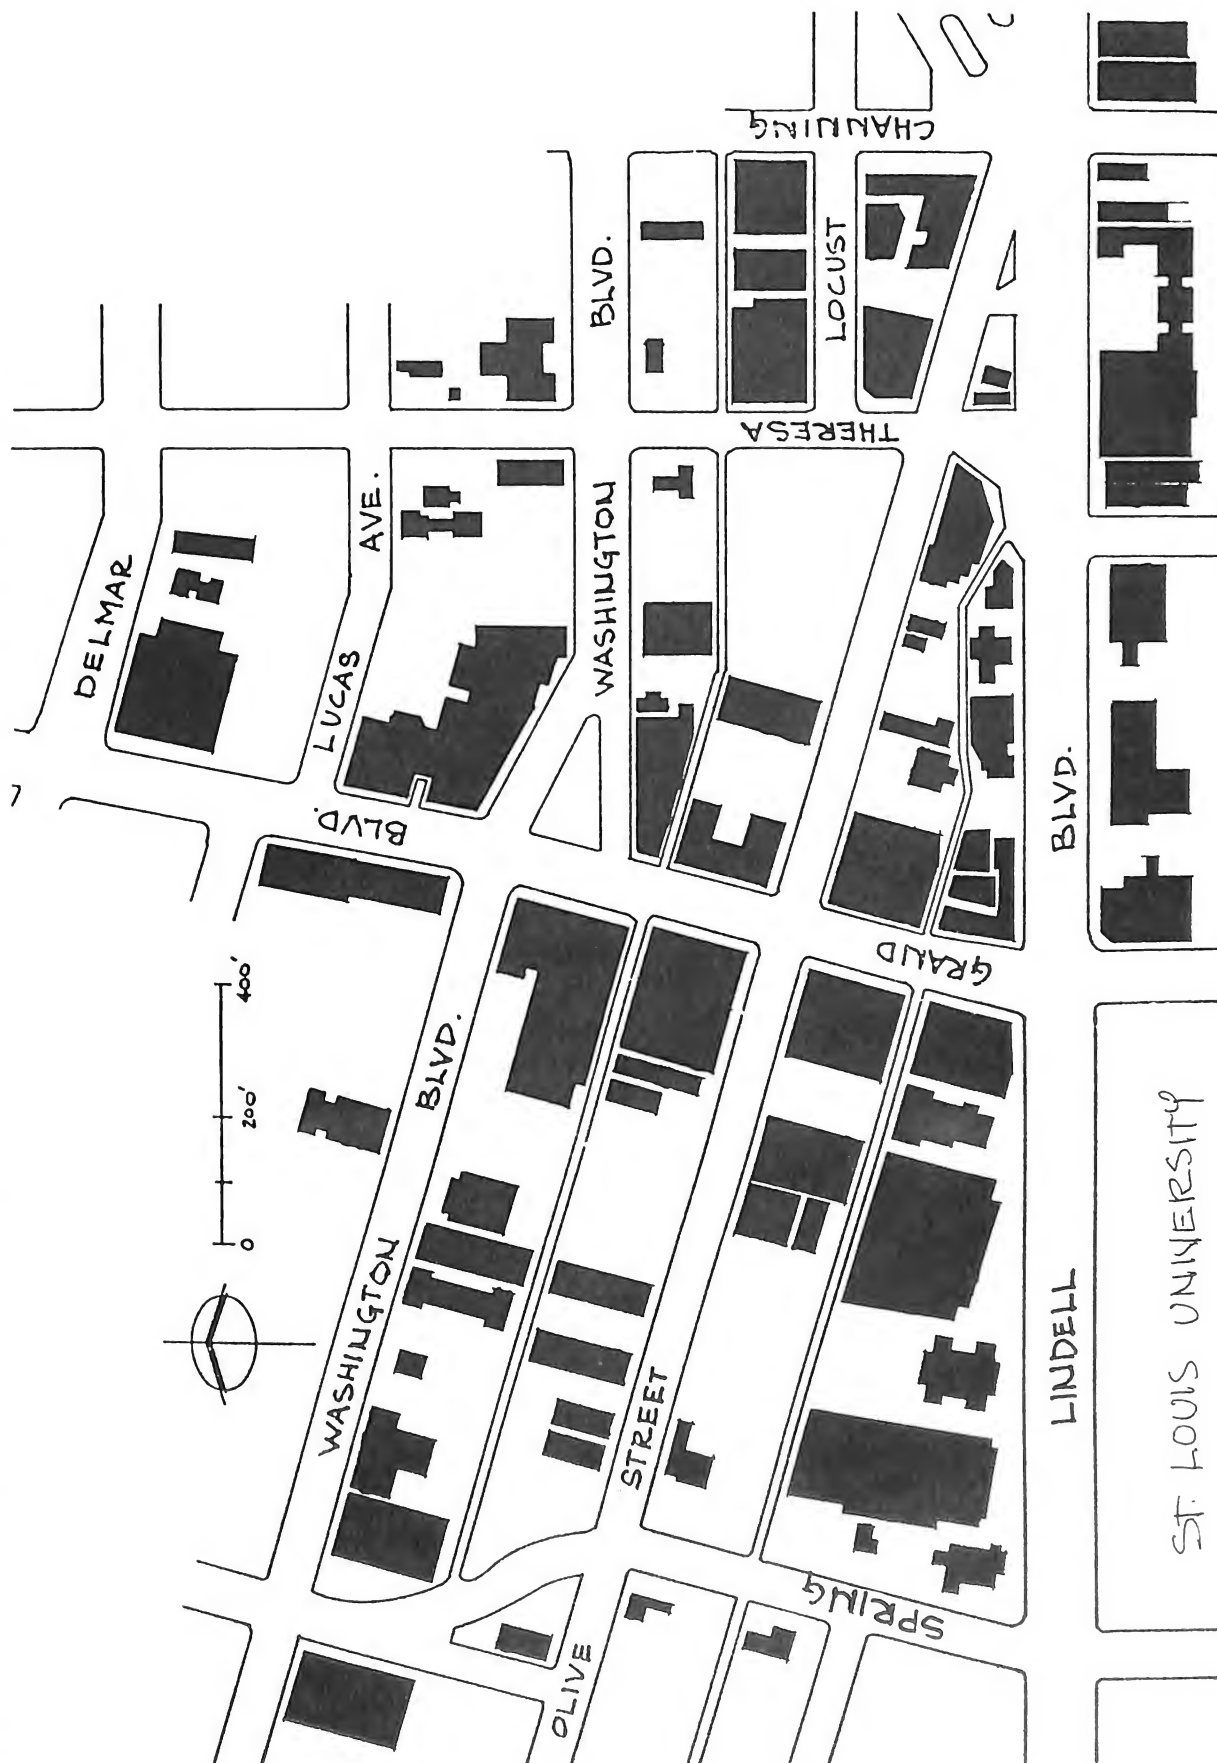 CHANNING
BLVD.
LOCUST
THERESA
AVE.
WASHINGTON
DELMAR
LUCAS
BLVD.
BLVD.
GRAND
400'
200'
0
BLVD.
WASHINGTON
STREET
LINDELL
ST. LOUIS UNIVERSITY
SPRING
OLIVE